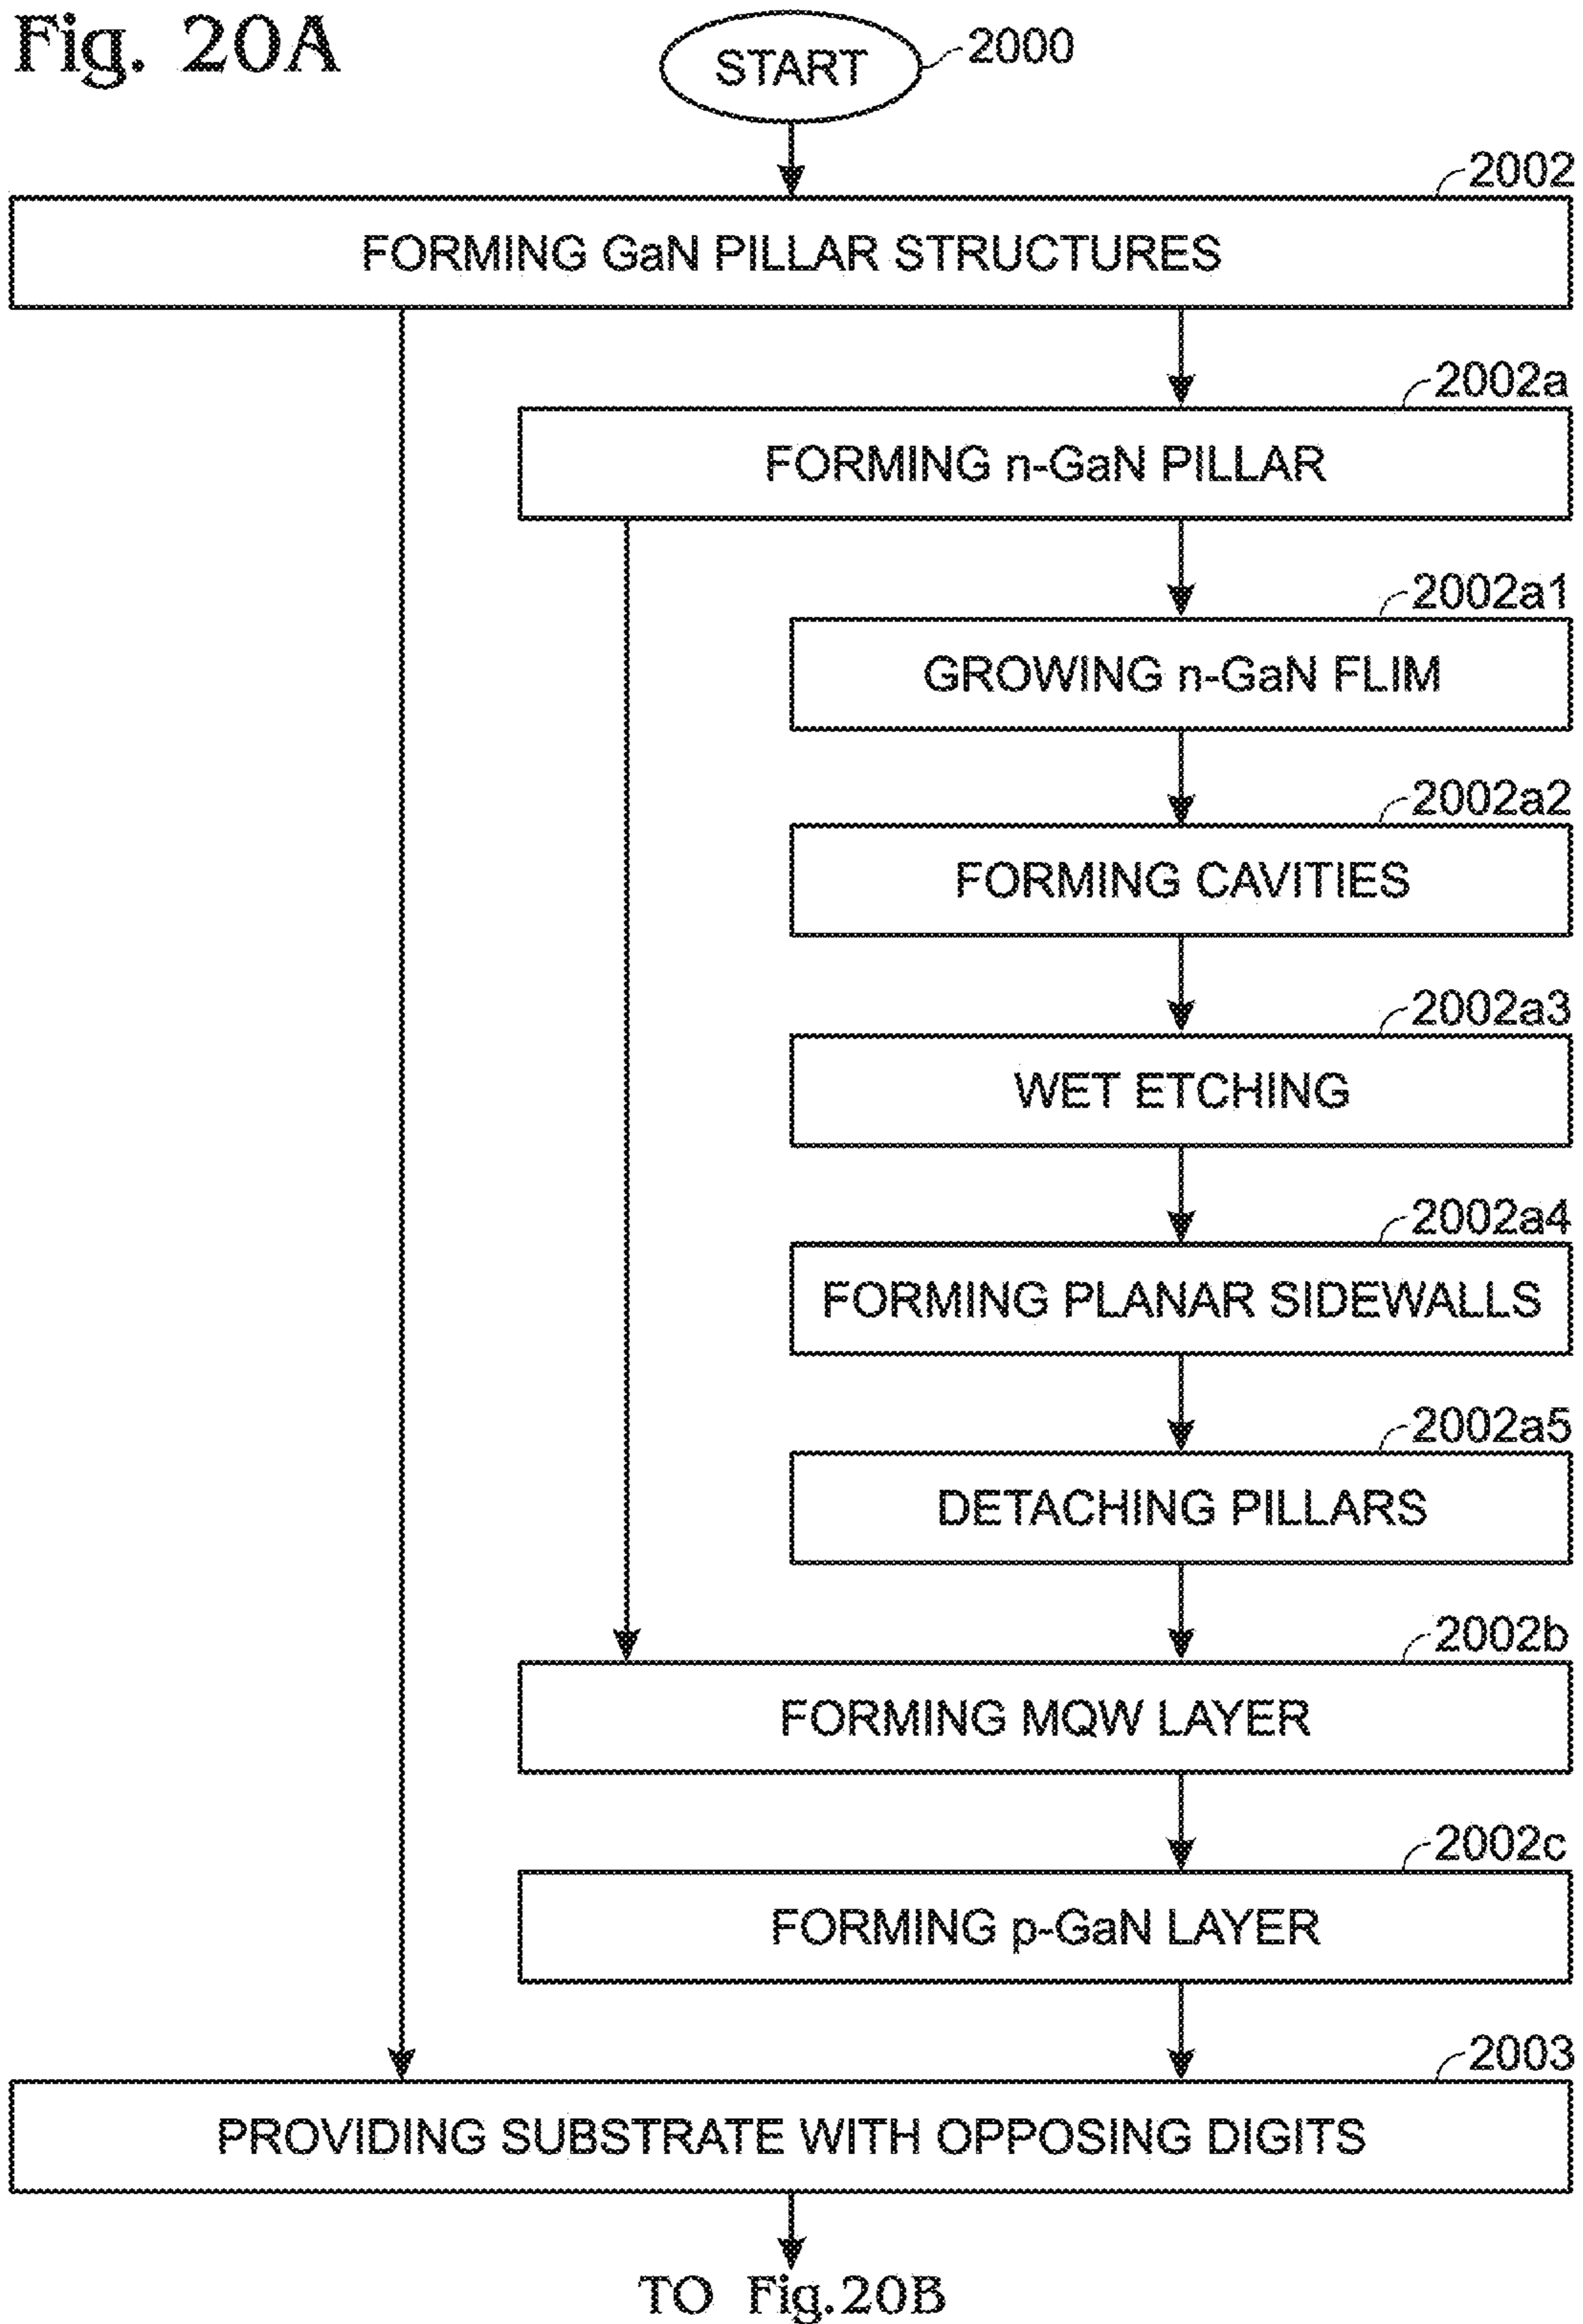 Fig. 20A
START
2000
2002
FORMING GaN PILLAR STRUCTURES
2002a
FORMING n-GaN PILLAR
2002a1
GROWING n-GaN FLIM
2002a2
FORMING CAVITIES
2002a3
WET ETCHING
2002a4
FORMING PLANAR SIDEWALLS
2002a5
DETACHING PILLARS
2002b
FORMING MQW LAYER
2002c
FORMING p-GaN LAYER
2003
PROVIDING SUBSTRATE WITH OPPOSING DIGITS
TO Fig.20B